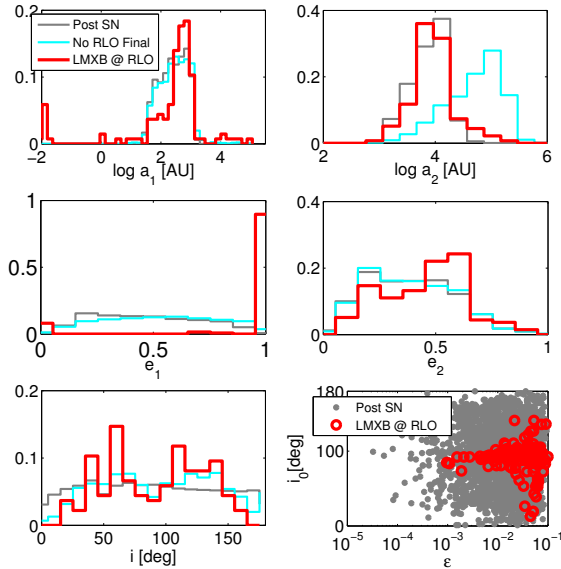 Post SN
No RLO Final
LMXB @ RLO
0.2
0.1
0
-2 0 2 4
log a1 [AU]
0.4
0.2
0
2 4 6
log a2 [AU]
1
0.5
0
0 0.5 1
e1
0.4
0.2
0
0 0.5 1
e2
0.2
0.1
0
0 50 100 150
i [deg]
180
100
0
i0[deg]
Post SN
LMXB @ RLO
10−5 10−4 10−3 10−2 10−1
ε